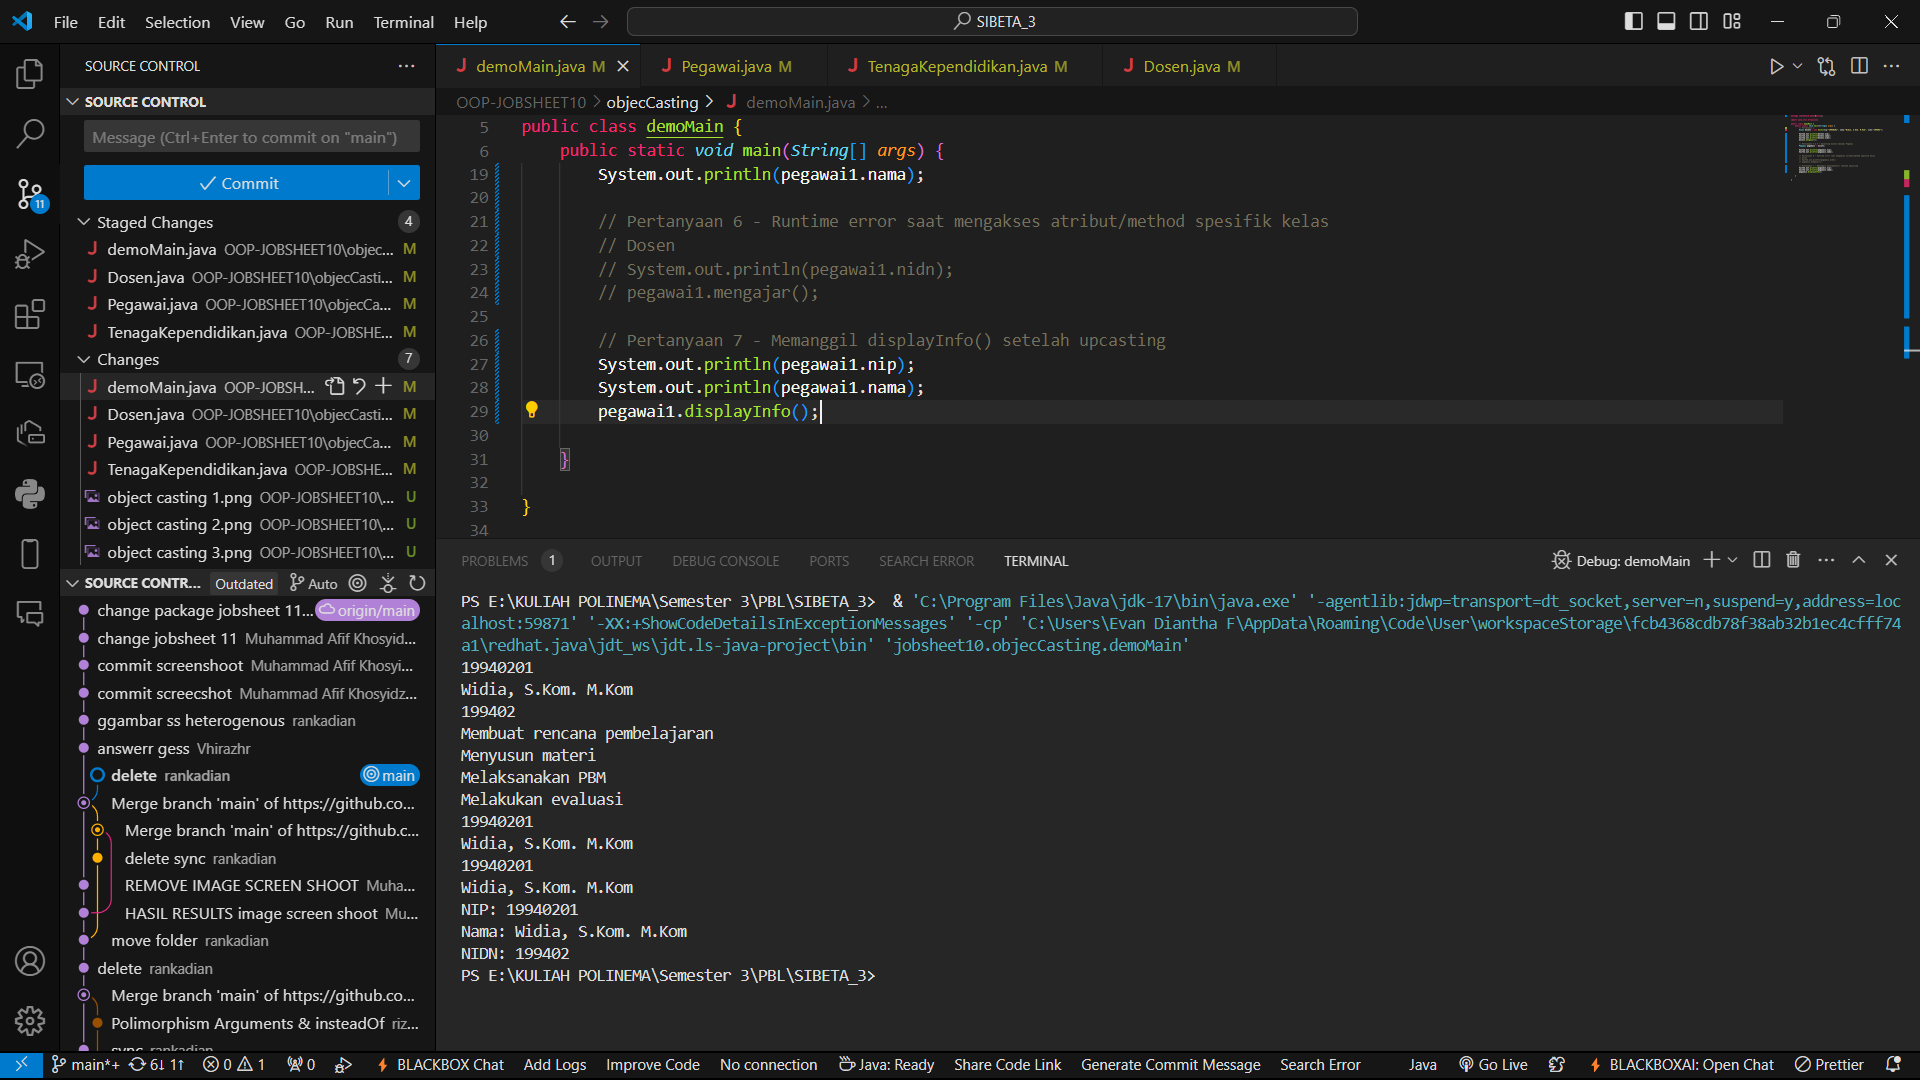 File Edit Selection View Go Run Terminal Help
SIBETA_3
SOURCE CONTROL
SOURCE CONTROL
Message (Ctrl+Enter to commit on "main")
Commit
11
Staged Changes 4
demoMain.java OOP-JOBSHEET10\objec... M
Dosen.java OOP-JOBSHEET10\objecCasti... M
Pegawai.java OOP-JOBSHEET10\objecCa... M
TenagaKependidikan.java OOP-JOBSHE... M
Changes 7
demoMain.java OOP-JOBSH... M
Dosen.java OOP-JOBSHEET10\objecCasti... M
Pegawai.java OOP-JOBSHEET10\objecCa... M
TenagaKependidikan.java OOP-JOBSHE... M
object casting 1.png OOP-JOBSHEET10\... U
object casting 2.png OOP-JOBSHEET10\... U
object casting 3.png OOP-JOBSHEET10\... U
SOURCE CONTR... Outdated Auto
change package jobsheet 11... origin/main
change jobsheet 11 Muhammad Afif Khosyid...
commit screenshoot Muhammad Afif Khosyi...
commit screecshot Muhammad Afif Khosyidz...
ggambar ss heterogenous rankadian
answerr gess Vhirazhr
delete rankadian main
Merge branch 'main' of https://github.co...
Merge branch 'main' of https://github.c...
delete sync rankadian
REMOVE IMAGE SCREEN SHOOT Muha...
HASIL RESULTS image screen shoot Mu...
move folder rankadian
delete rankadian
Merge branch 'main' of https://github.co...
Polimorphism Arguments & insteadOf riz...
sync rankadian
demoMain.java M Pegawai.java M TenagaKependidikan.java M Dosen.java M
OOP-JOBSHEET10 > objecCasting > demoMain.java > ...
5 public class demoMain {
6 public static void main(String[] args) {
19 System.out.println(pegawai1.nama);
20
21 // Pertanyaan 6 - Runtime error saat mengakses atribut/method spesifik kelas
22 // Dosen
23 // System.out.println(pegawai1.nidn);
24 // pegawai1.mengajar();
25
26 // Pertanyaan 7 - Memanggil displayInfo() setelah upcasting
27 System.out.println(pegawai1.nip);
28 System.out.println(pegawai1.nama);
29 pegawai1.displayInfo();
30
31 }
32
33 }
34
PROBLEMS 1 OUTPUT DEBUG CONSOLE PORTS SEARCH ERROR TERMINAL Debug: demoMain
PS E:\KULIAH POLINEMA\Semester 3\PBL\SIBETA_3> & 'C:\Program Files\Java\jdk-17\bin\java.exe' '-agentlib:jdwp=transport=dt_socket,server=n,suspend=y,address=loc
alhost:59871' '-XX:+ShowCodeDetailsInExceptionMessages' '-cp' 'C:\Users\Evan Diantha F\AppData\Roaming\Code\User\workspaceStorage\fcb4368cdb78f38ab32b1ec4cfff74
a1\redhat.java\jdt_ws\jdt.ls-java-project\bin' 'jobsheet10.objecCasting.demoMain'
19940201
Widia, S.Kom. M.Kom
199402
Membuat rencana pembelajaran
Menyusun materi
Melaksanakan PBM
Melakukan evaluasi
19940201
Widia, S.Kom. M.Kom
19940201
Widia, S.Kom. M.Kom
NIP: 19940201
Nama: Widia, S.Kom. M.Kom
NIDN: 199402
PS E:\KULIAH POLINEMA\Semester 3\PBL\SIBETA_3>
main*+ 6↓ 1↑ 0 1 0 BLACKBOX Chat Add Logs Improve Code No connection Java: Ready Share Code Link Generate Commit Message Search Error Java Go Live BLACKBOXAI: Open Chat Prettier